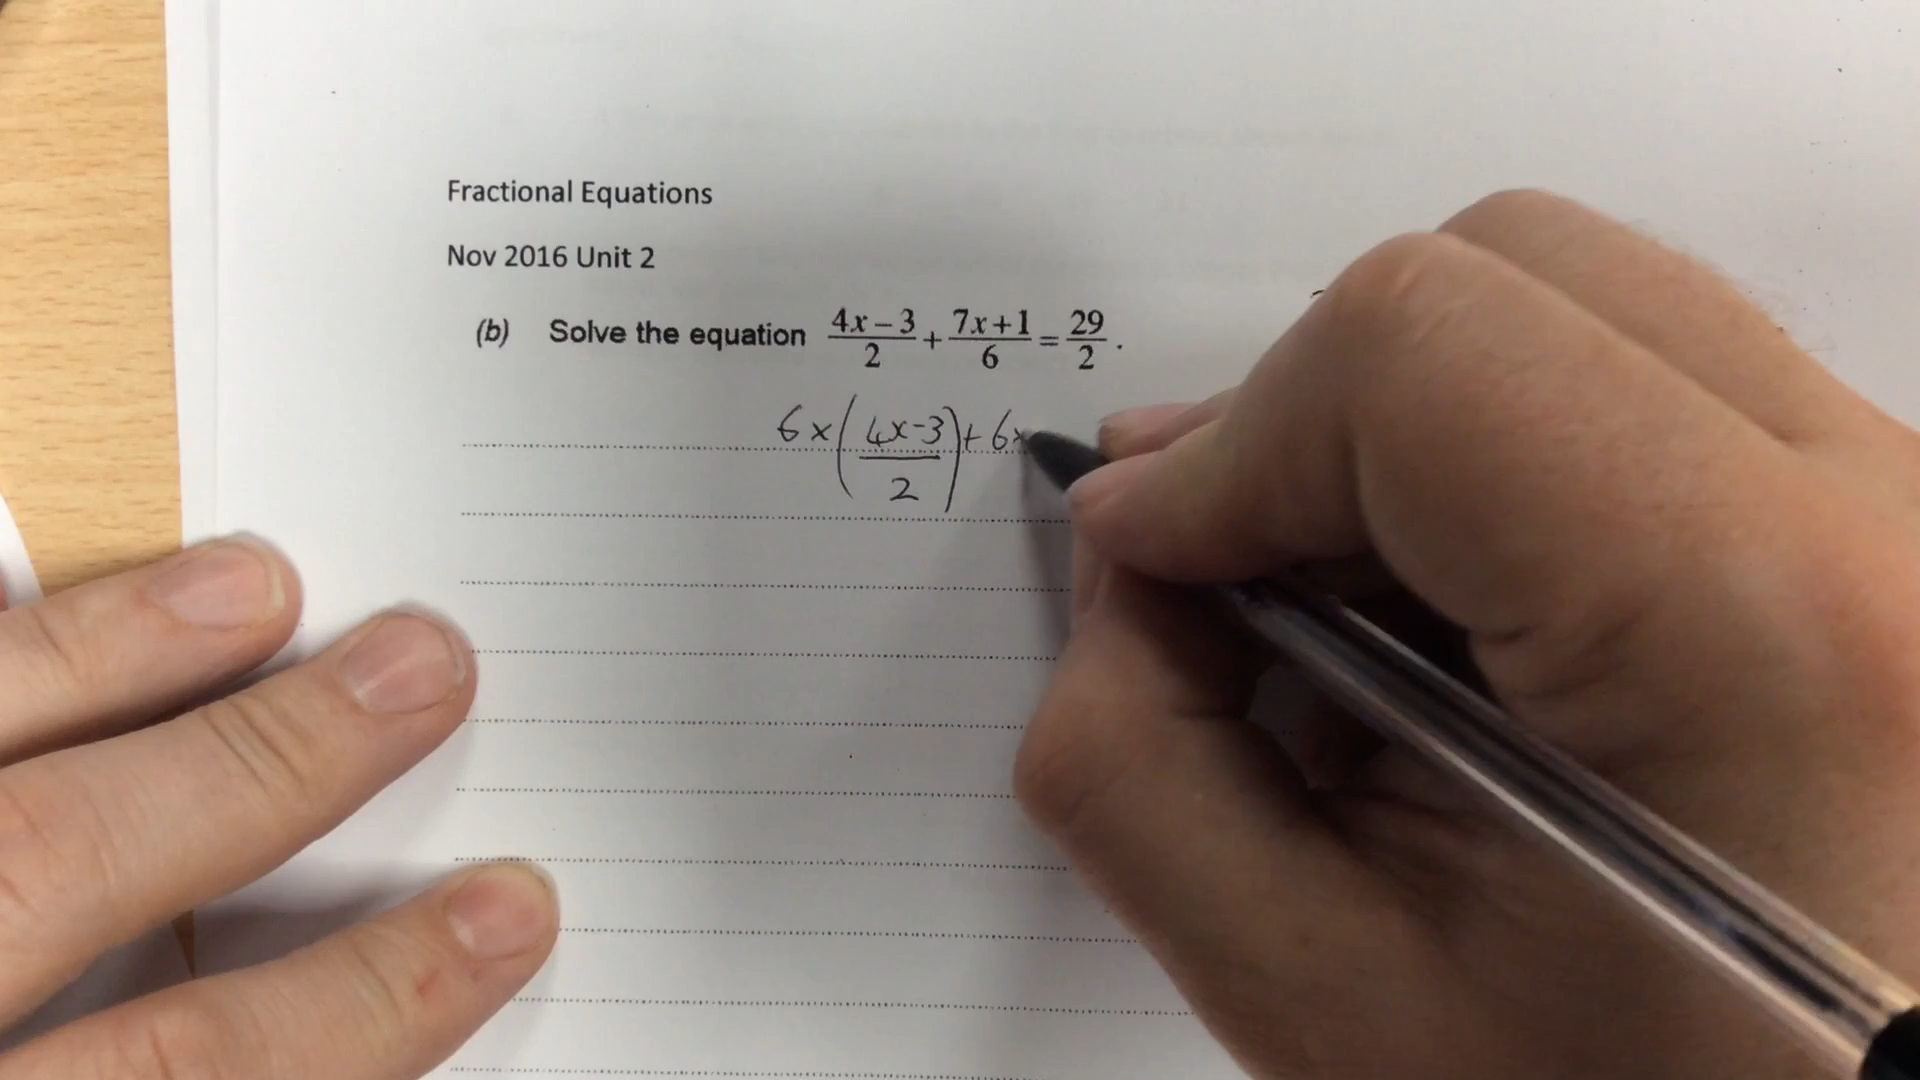 Fractional Equations
Nov 2016 Unit 2
(b) Solve the equation (4x – 3)/2 + (7x + 1)/6 = 29/2 .
6 × ( (4x - 3)/2 ) + 6 ×